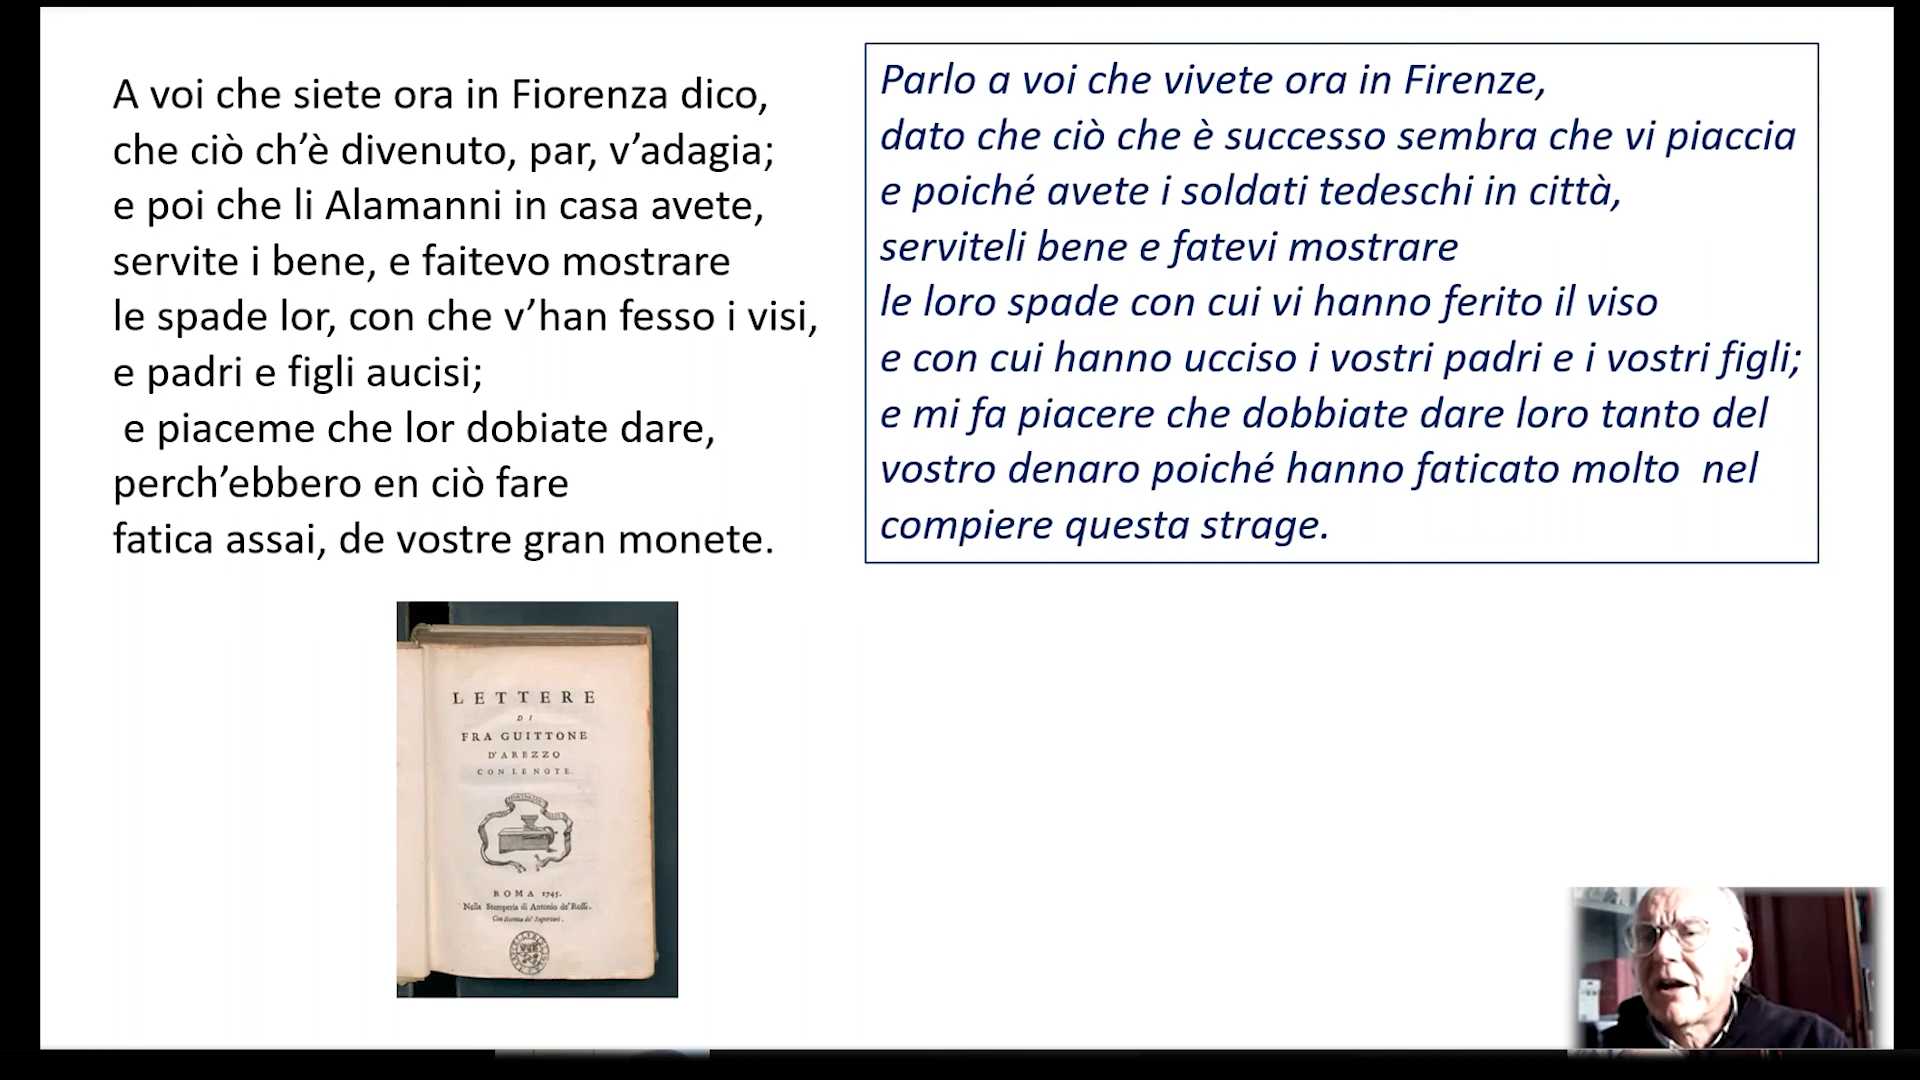 A voi che siete ora in Fiorenza dico,
che ciò ch'è divenuto, par, v'adagia;
e poi che li Alamanni in casa avete,
servite i bene, e faitevo mostrare
le spade lor, con che v'han fesso i visi,
e padri e figli aucisi;
e piaceme che lor dobiate dare,
perch'ebbero en ciò fare
fatica assai, de vostre gran monete.
Parlo a voi che vivete ora in Firenze,
dato che ciò che è successo sembra che vi piaccia
e poiché avete i soldati tedeschi in città,
serviteli bene e fatevi mostrare
le loro spade con cui vi hanno ferito il viso
e con cui hanno ucciso i vostri padri e i vostri figli;
e mi fa piacere che dobbiate dare loro tanto del
vostro denaro poiché hanno faticato molto nel
compiere questa strage.
LETTERE
DI
FRA GUITTONE
D'AREZZO
CON LE NOTE.
ROMA 1745.
Nella Stamperia di Antonio de' Rossi.
Con licenza de' Superiori.